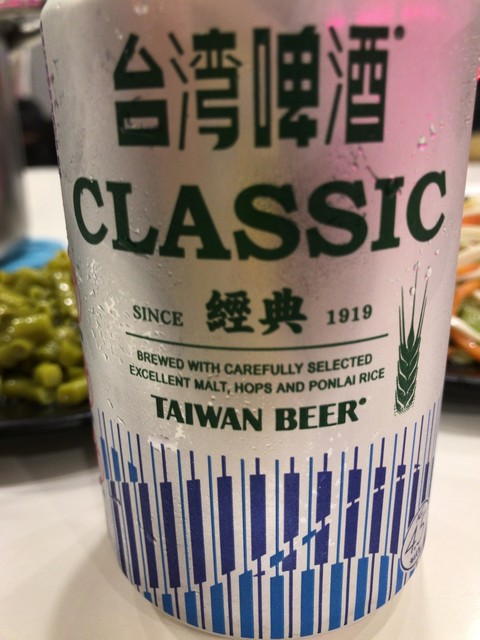 台湾啤酒
CLASSIC
SINCE 經典 1919
BREWED WITH CAREFULLY SELECTED
EXCELLENT MALT, HOPS AND PONLAI RICE
TAIWAN BEER